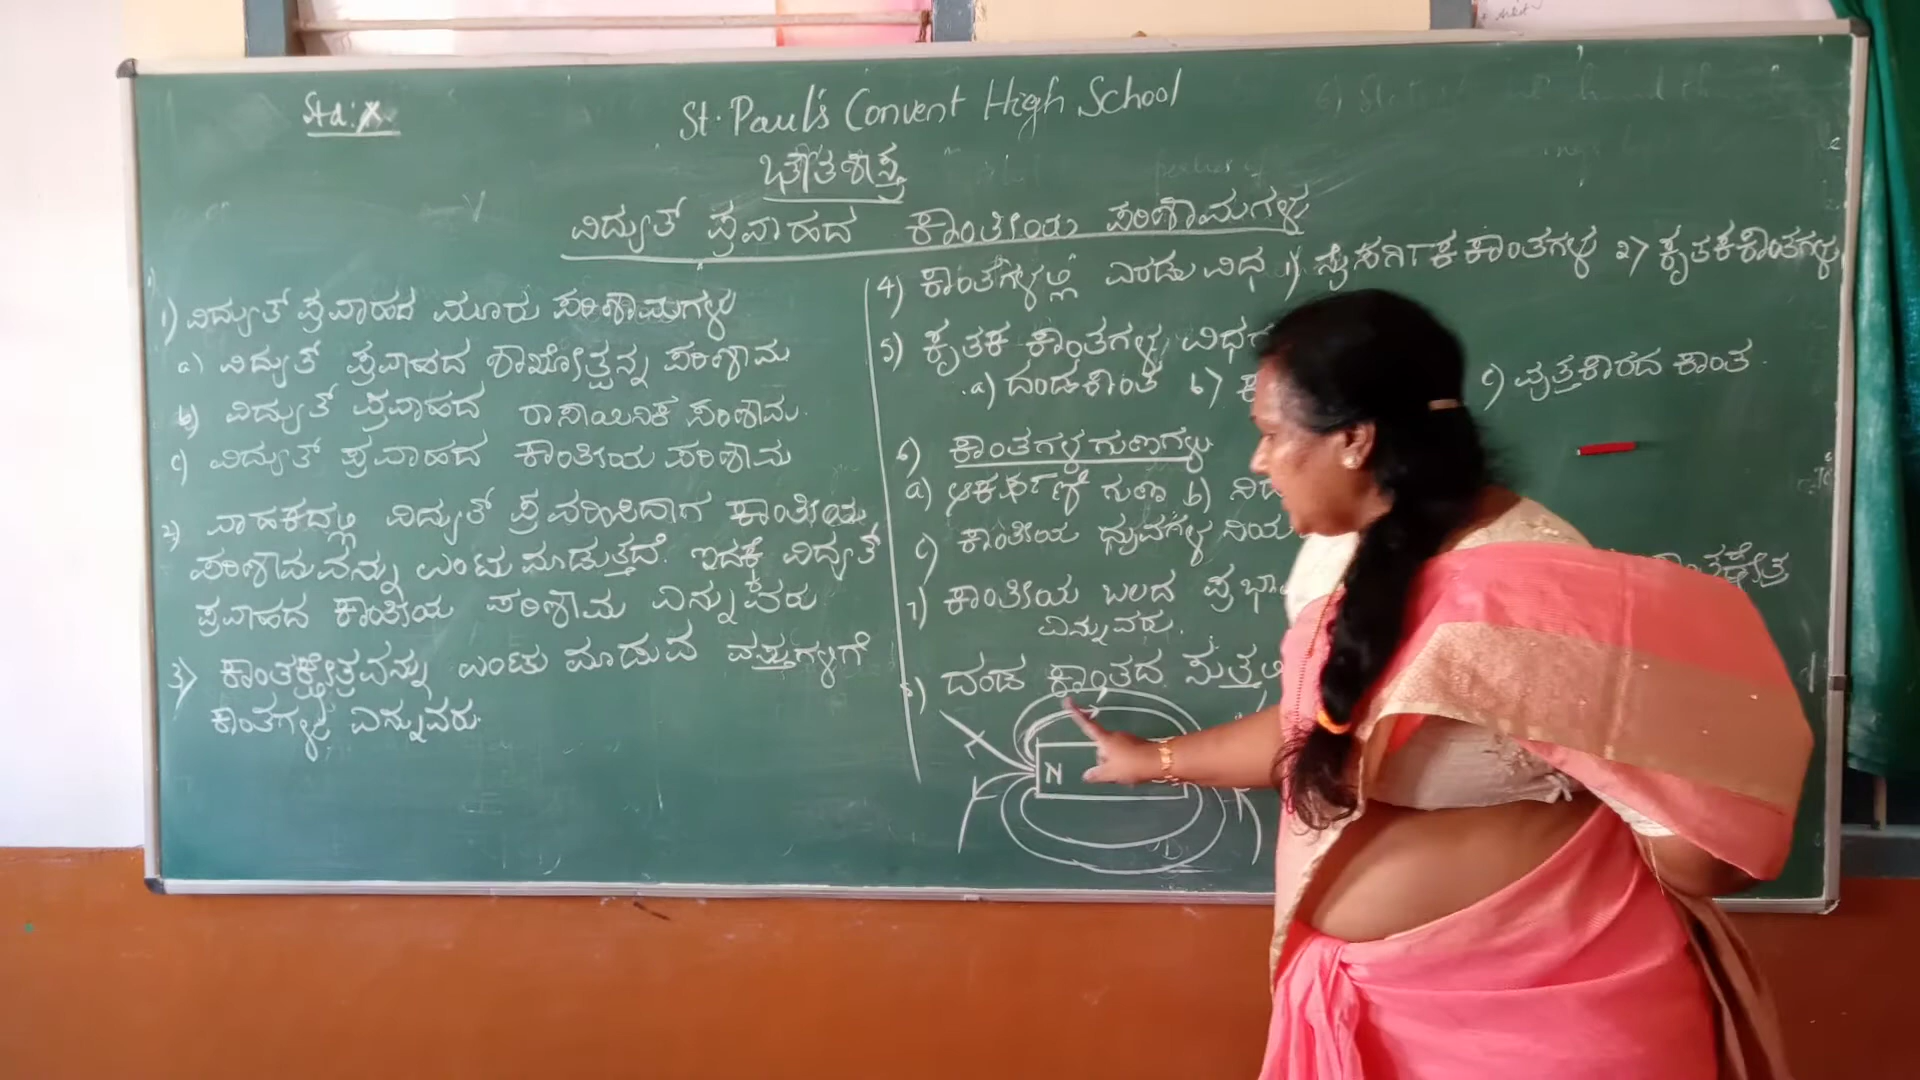 Std: X
St. Paul's Convent High School
ಭೌತಶಾಸ್ತ್ರ
ವಿದ್ಯುತ್ ಪ್ರವಾಹದ ಕಾಂತೀಯ ಪರಿಣಾಮಗಳು
1) ವಿದ್ಯುತ್ ಪ್ರವಾಹದ ಮೂರು ಪರಿಣಾಮಗಳು
a) ವಿದ್ಯುತ್ ಪ್ರವಾಹದ ಶಾಖೋತ್ಪನ್ನ ಪರಿಣಾಮ
b) ವಿದ್ಯುತ್ ಪ್ರವಾಹದ ರಾಸಾಯನಿಕ ಪರಿಣಾಮ.
c) ವಿದ್ಯುತ್ ಪ್ರವಾಹದ ಕಾಂತೀಯ ಪರಿಣಾಮ
2) ವಾಹಕದಲ್ಲಿ ವಿದ್ಯುತ್ ಪ್ರವಹಿಸಿದಾಗ ಕಾಂತೀಯ
ಪರಿಣಾಮವನ್ನು ಉಂಟುಮಾಡುತ್ತದೆ. ಇದಕ್ಕೆ ವಿದ್ಯುತ್
ಪ್ರವಾಹದ ಕಾಂತೀಯ ಪರಿಣಾಮ ಎನ್ನುವರು
3) ಕಾಂತಕ್ಷೇತ್ರವನ್ನು ಉಂಟು ಮಾಡುವ ವಸ್ತುಗಳಿಗೆ
ಕಾಂತಗಳು ಎನ್ನುವರು.
4) ಕಾಂತಗಳಲ್ಲಿ ಎರಡು ವಿಧ 1) ನೈಸರ್ಗಿಕ ಕಾಂತಗಳು 2) ಕೃತಕಕಾಂತಗಳು
5) ಕೃತಕ ಕಾಂತಗಳ
a) ದಂಡಕಾಂತ b) c) ವೃತ್ತಾಕಾರದ ಕಾಂತ.
6) ಕಾಂತಗಳ ಗುಣಗಳು
a) ಆಕರ್ಷಣೆ ಗುಣ b)
c) ಕಾಂತೀಯ ಧ್ರುವಗಳ
7) ಕಾಂತೀಯ ಬಲದ
ಎನ್ನುವರು.
8) ದಂಡ ಕಾಂತದ
N